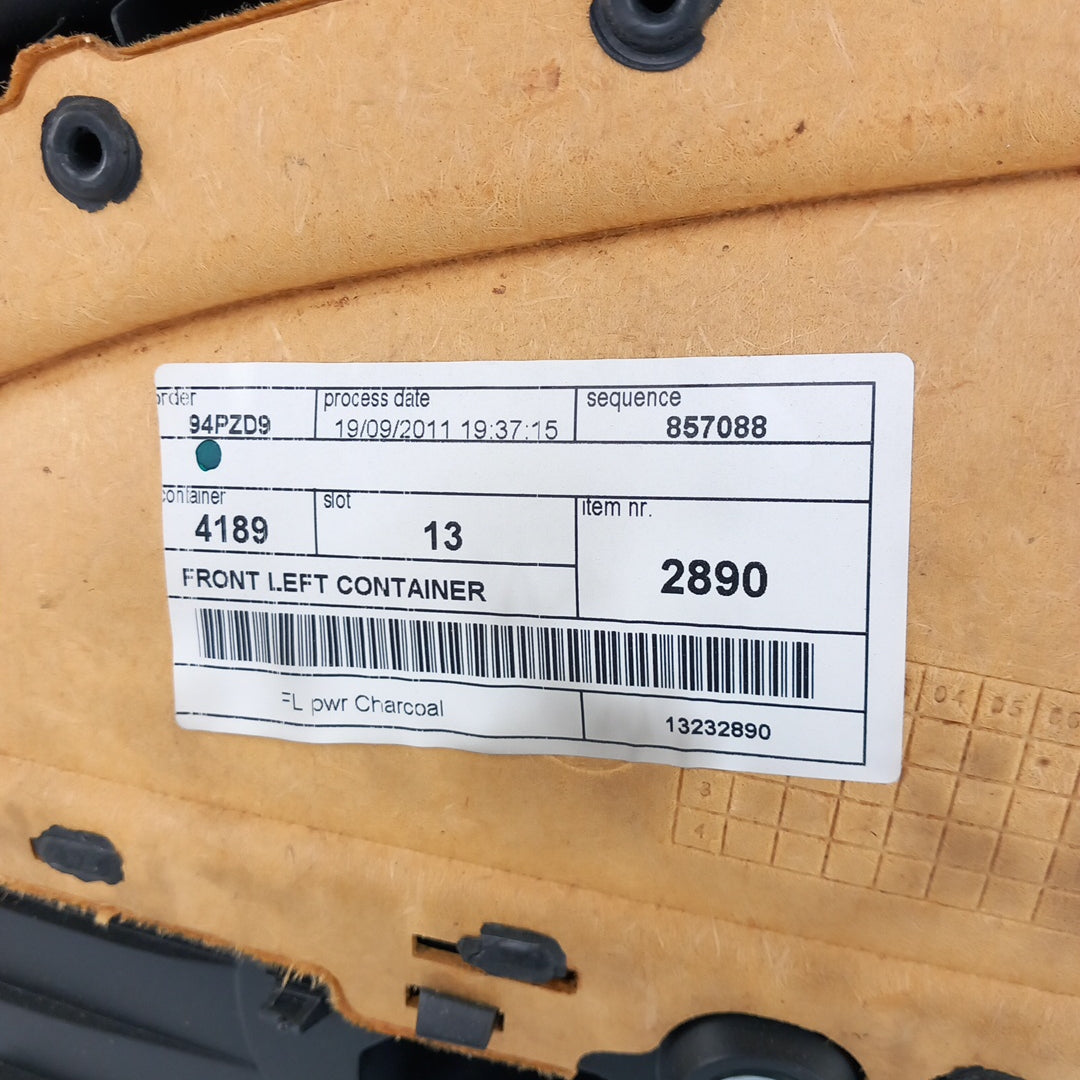 order process date sequence
94PZD9 19/09/2011 19:37:15 857088
container slot item nr.
4189 13 2890
FRONT LEFT CONTAINER
FL pwr Charcoal 13232890
04 05 06
3
4